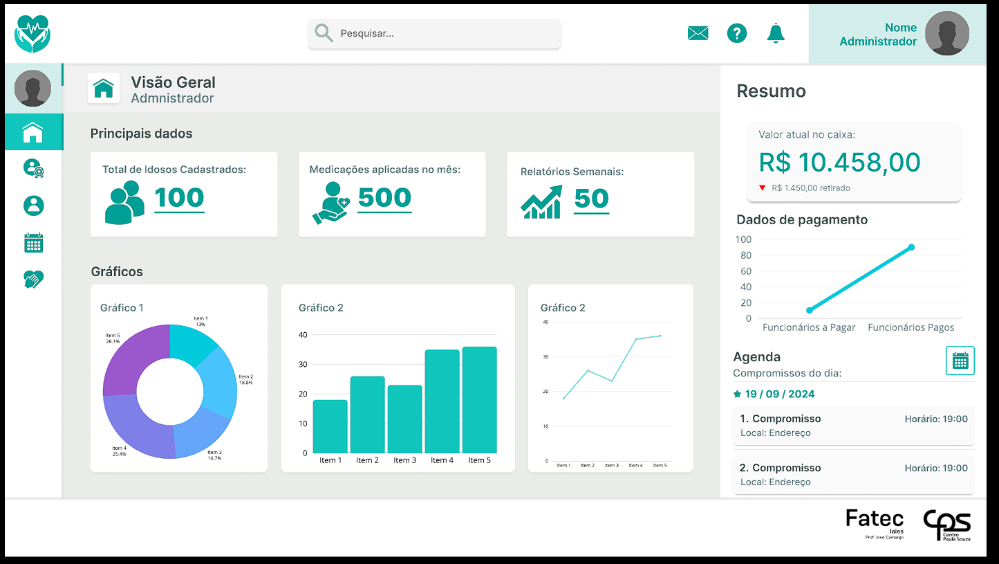 Pesquisar...
?
Nome
Administrador
Visão Geral
Admnistrador
Principais dados
Total de Idosos Cadastrados:
100
Medicações aplicadas no mês:
500
Relatórios Semanais:
50
Gráficos
Gráfico 1
Item 1
13%
Item 2
18.8%
Item 3
16.7%
Item 4
25.4%
Item 5
26.1%
Gráfico 2
40
30
20
10
0
Item 1 Item 2 Item 3 Item 4 Item 5
Gráfico 2
40
30
20
10
0
Item 1 Item 2 Item 3 Item 4 Item 5
Resumo
Valor atual no caixa:
R$ 10.458,00
R$ 1.450,00 retirado
Dados de pagamento
100
80
60
40
20
0
Funcionários a Pagar Funcionários Pagos
Agenda
Compromissos do dia:
19 / 09 / 2024
1. Compromisso Horário: 19:00
Local: Endereço
2. Compromisso Horário: 19:00
Local: Endereço
Fatec
Jales
Prof. José Camargo
CPS
Centro
Paula Souza